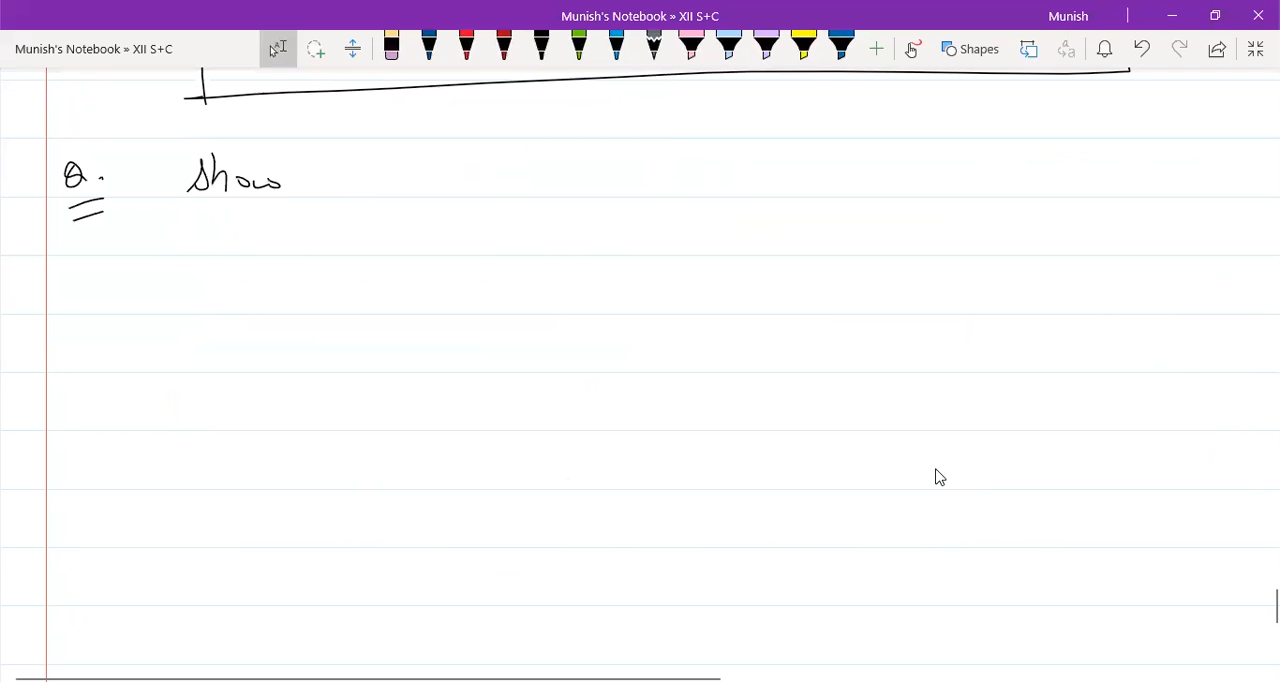 Munish's Notebook » XII S+C
Munish
Munish's Notebook » XII S+C
Shapes
Q. Show